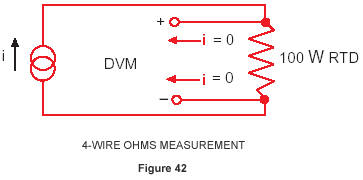 +
i = 0
i
DVM
100 W RTD
i = 0
−
4-WIRE OHMS MEASUREMENT
Figure 42